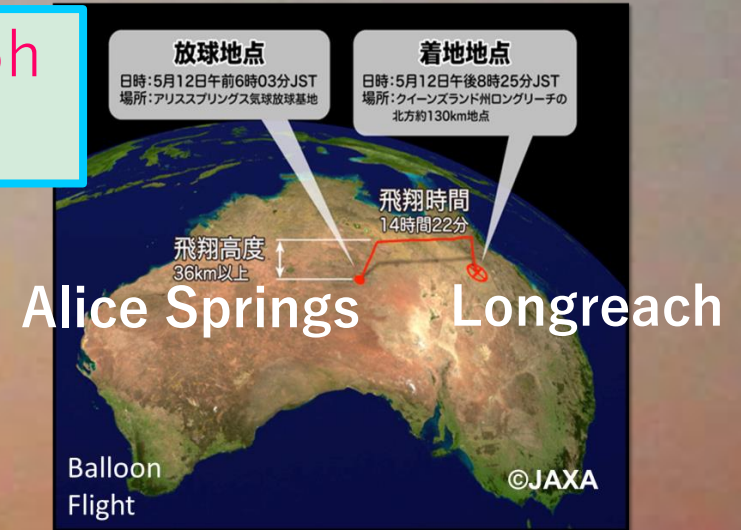 h
放球地点
日時:5月12日午前6時03分JST
場所:アリススプリングス気球放球基地
着地地点
日時:5月12日午後8時25分JST
場所:クイーンズランド州ロングリーチの
北方約130km地点
飛翔時間
14時間22分
飛翔高度
36km以上
Alice Springs
Longreach
Balloon
Flight
©JAXA